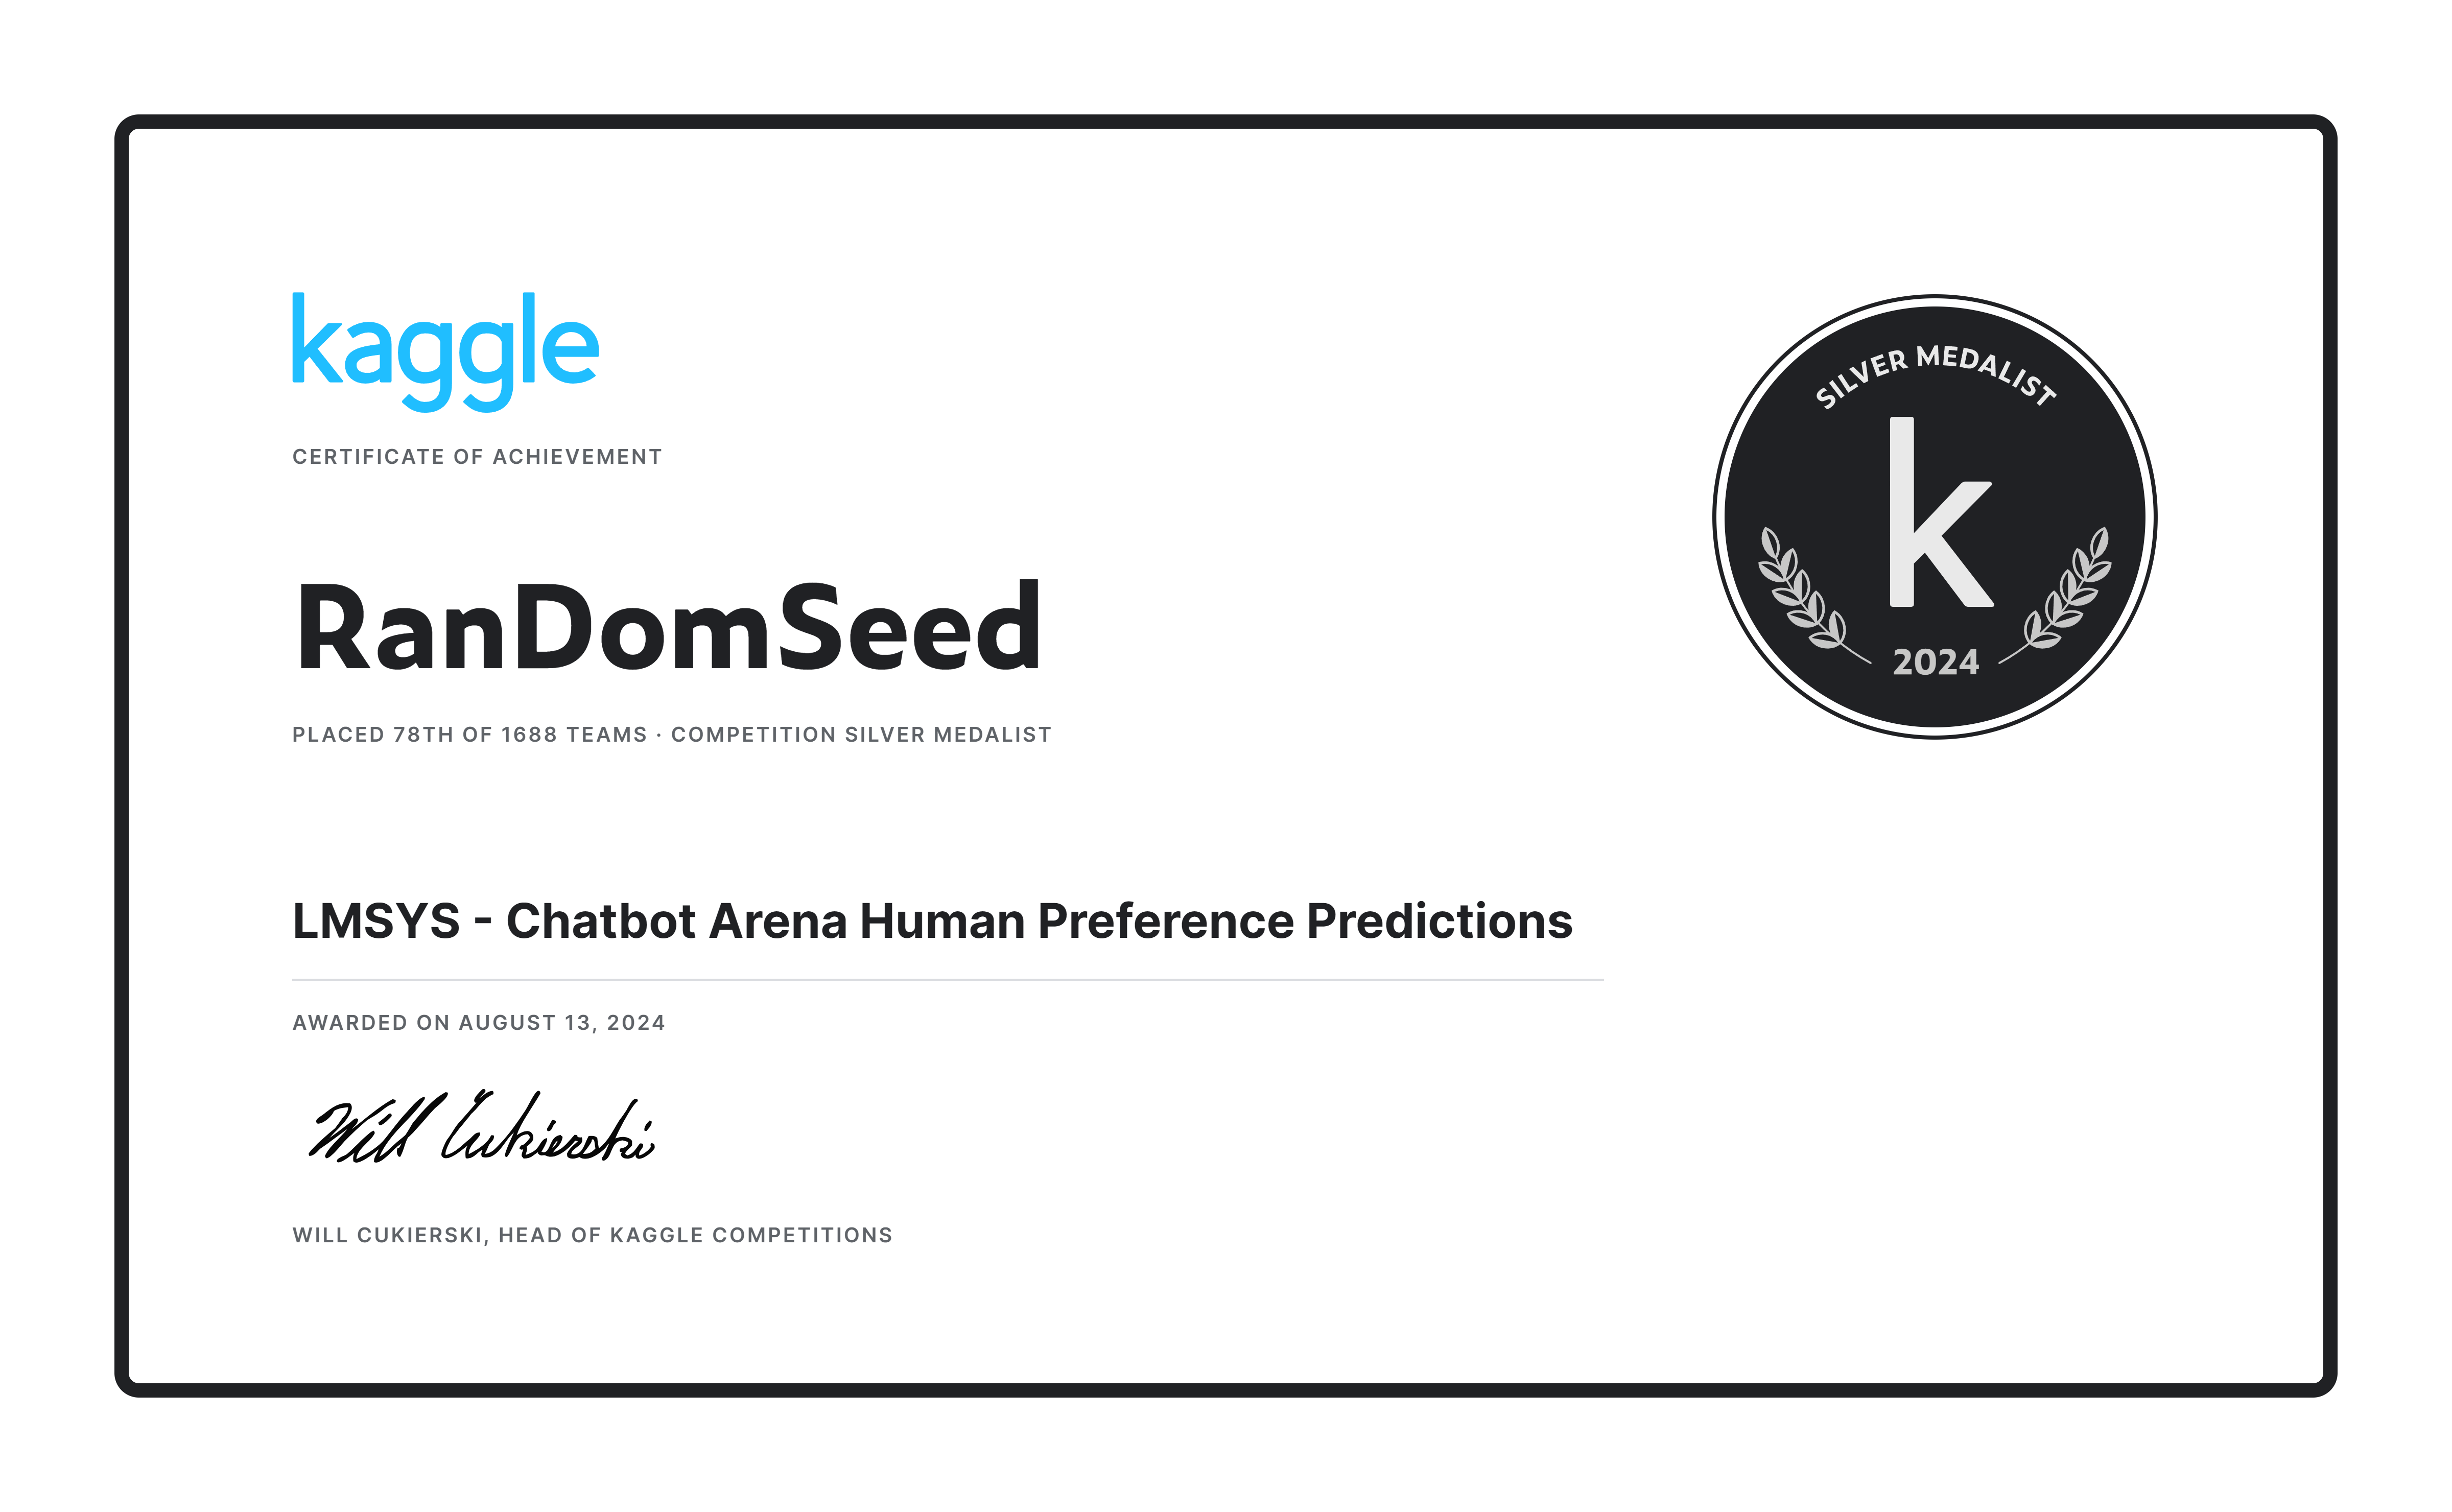 kaggle
CERTIFICATE OF ACHIEVEMENT
SILVER MEDALIST
k
2024
RanDomSeed
PLACED 78TH OF 1688 TEAMS · COMPETITION SILVER MEDALIST
LMSYS - Chatbot Arena Human Preference Predictions
AWARDED ON AUGUST 13, 2024
Will Cukierski
WILL CUKIERSKI, HEAD OF KAGGLE COMPETITIONS